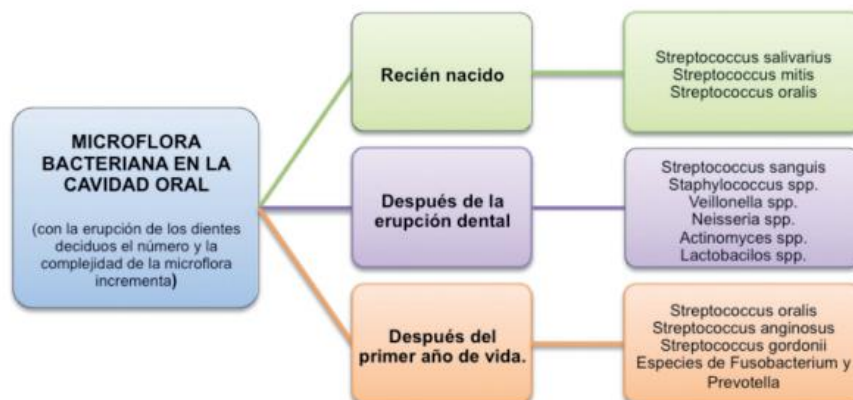 MICROFLORA
BACTERIANA EN LA
CAVIDAD ORAL
(con la erupción de los dientes
deciduos el número y la
complejidad de la microflora
incrementa)
Recién nacido
Streptococcus salivarius
Streptococcus mitis
Streptococcus oralis
Después de la
erupción dental
Streptococcus sanguis
Staphylococcus spp.
Veillonella spp.
Neisseria spp.
Actinomyces spp.
Lactobacilos spp.
Después del
primer año de vida.
Streptococcus oralis
Streptococcus anginosus
Streptococcus gordonii
Especies de Fusobacterium y
Prevotella